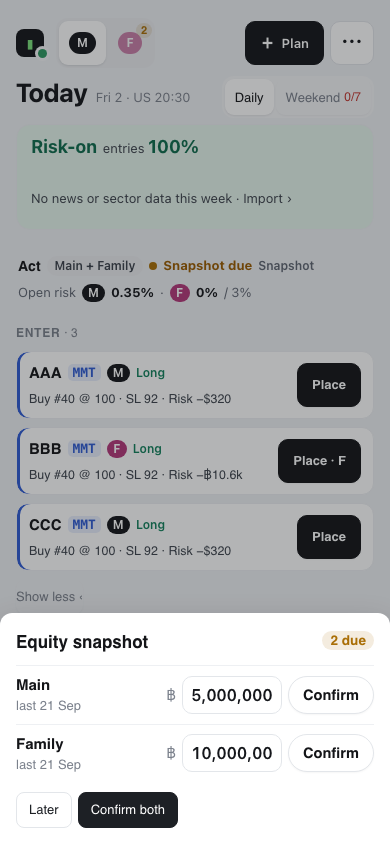 M F 2 + Plan ...
Today Fri 2 · US 20:30 Daily Weekend 0/7
Risk-on entries 100%
No news or sector data this week · Import ›
Act Main + Family Snapshot due Snapshot
Open risk M 0.35% · F 0% / 3%
ENTER · 3
AAA MMT M Long
Buy #40 @ 100 · SL 92 · Risk −$320
Place
BBB MMT F Long
Buy #40 @ 100 · SL 92 · Risk −฿10.6k
Place · F
CCC MMT M Long
Buy #40 @ 100 · SL 92 · Risk −$320
Place
Show less ‹
Equity snapshot 2 due
Main
last 21 Sep
฿ 5,000,000 Confirm
Family
last 21 Sep
฿ 10,000,00 Confirm
Later Confirm both